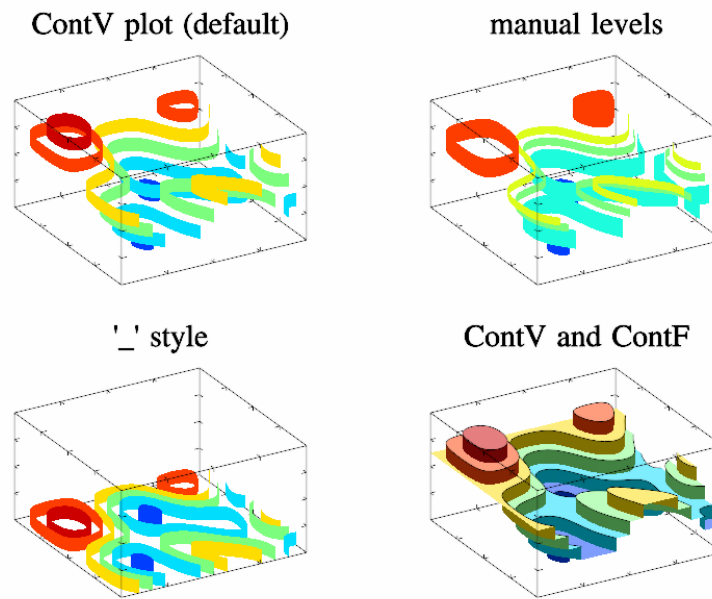 ContV plot (default)
manual levels
'_' style
ContV and ContF